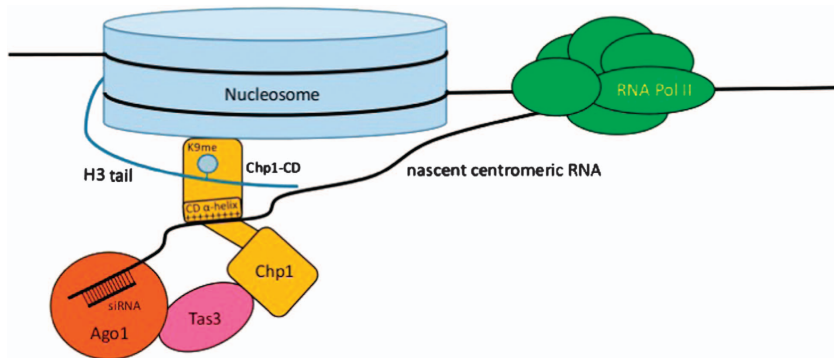 Nucleosome
RNA Pol II
K9me
Chp1-CD
H3 tail
nascent centromeric RNA
CD α-helix
++++++++++
Chp1
siRNA
Tas3
Ago1